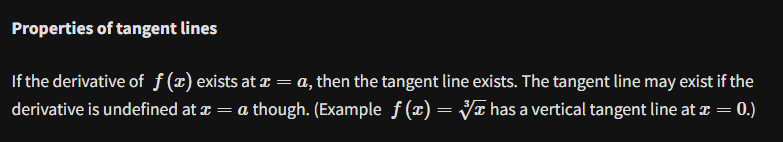 Properties of tangent lines
If the derivative of f(x) exists at x = a, then the tangent line exists. The tangent line may exist if the
derivative is undefined at x = a though. (Example f(x) = ∛x has a vertical tangent line at x = 0.)